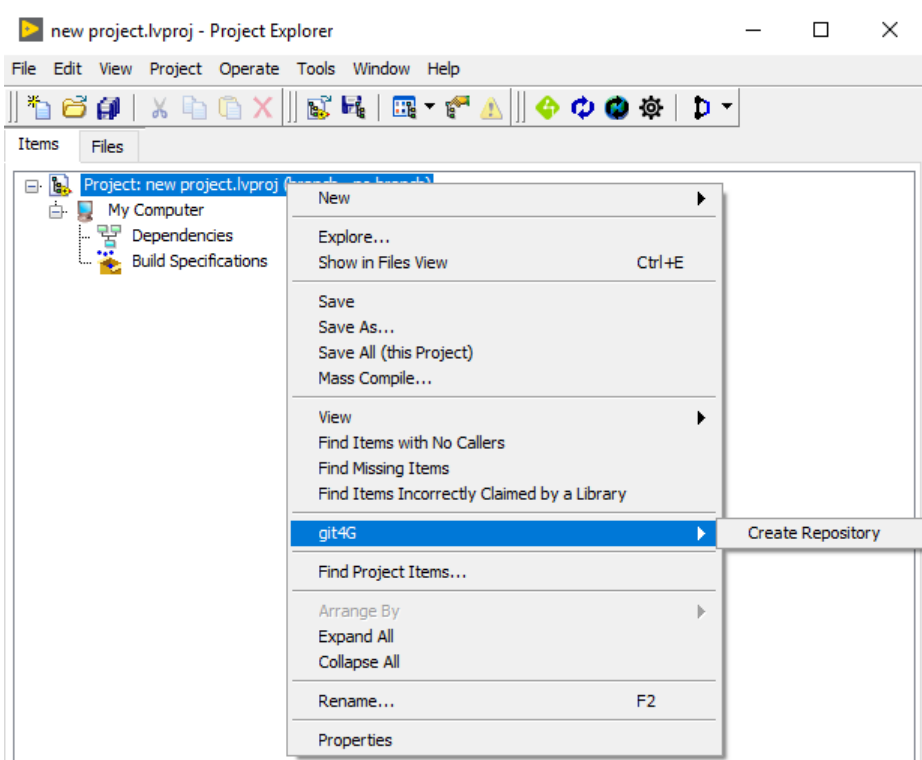 new project.lvproj - Project Explorer
File Edit View Project Operate Tools Window Help
Items Files
Project: new project.lvproj (branch - no branch)
My Computer
Dependencies
Build Specifications
New
Explore...
Show in Files View Ctrl+E
Save
Save As...
Save All (this Project)
Mass Compile...
View
Find Items with No Callers
Find Missing Items
Find Items Incorrectly Claimed by a Library
git4G
Create Repository
Find Project Items...
Arrange By
Expand All
Collapse All
Rename... F2
Properties